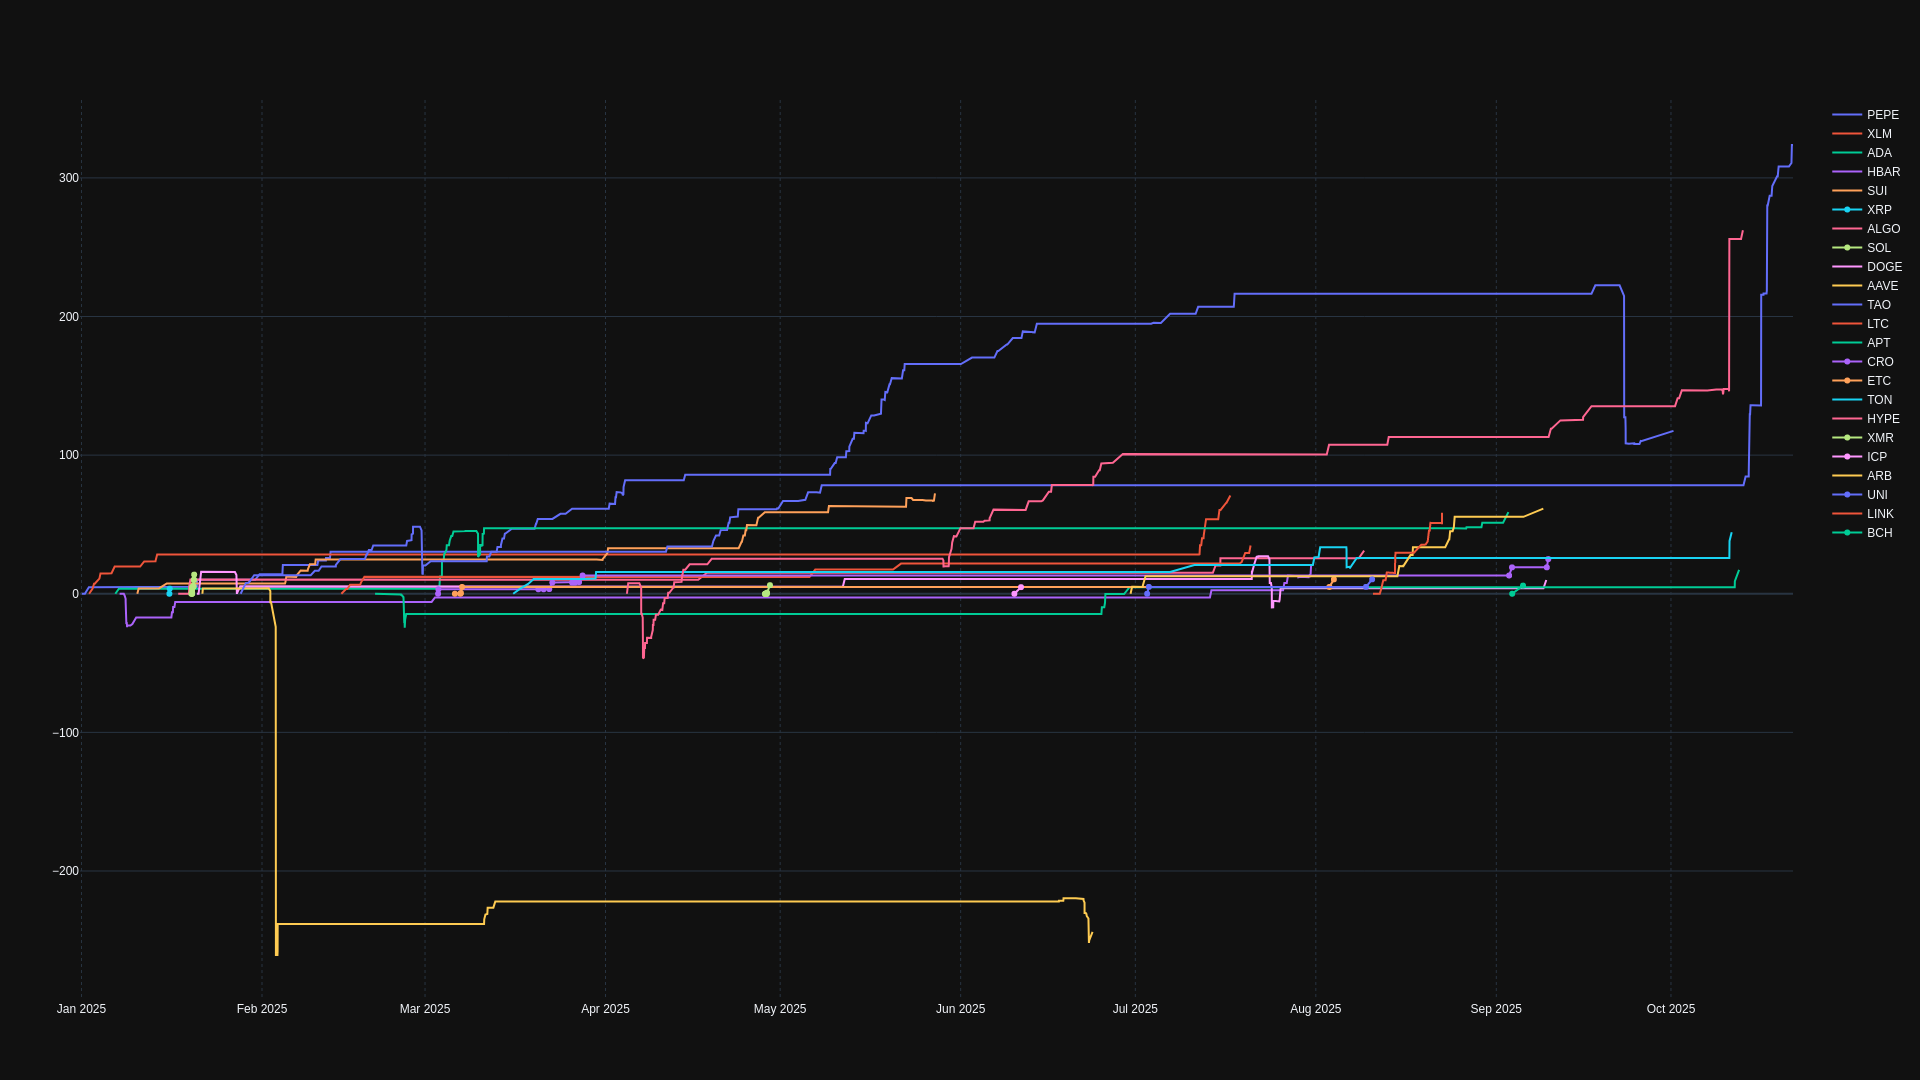 300
200
100
0
−100
−200
Jan 2025
Feb 2025
Mar 2025
Apr 2025
May 2025
Jun 2025
Jul 2025
Aug 2025
Sep 2025
Oct 2025
PEPE
XLM
ADA
HBAR
SUI
XRP
ALGO
SOL
DOGE
AAVE
TAO
LTC
APT
CRO
ETC
TON
HYPE
XMR
ICP
ARB
UNI
LINK
BCH